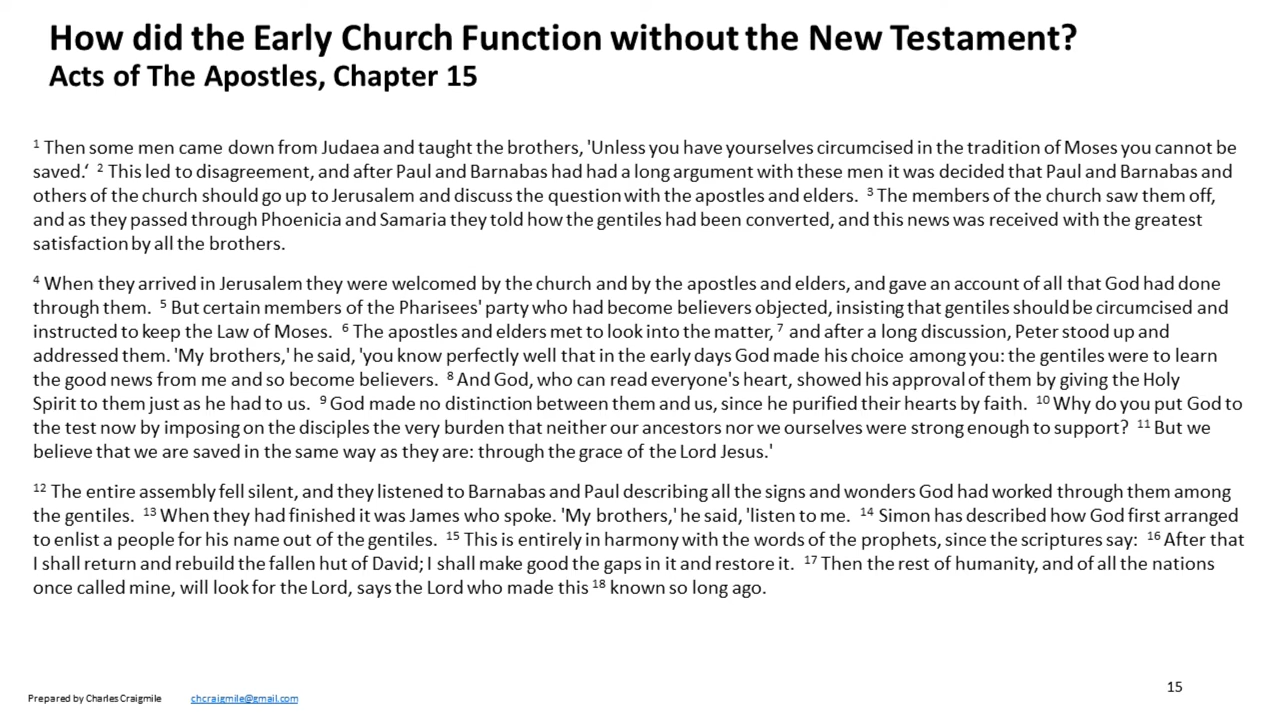 How did the Early Church Function without the New Testament?
Acts of The Apostles, Chapter 15
1 Then some men came down from Judaea and taught the brothers, 'Unless you have yourselves circumcised in the tradition of Moses you cannot be
saved.‘ 2 This led to disagreement, and after Paul and Barnabas had had a long argument with these men it was decided that Paul and Barnabas and
others of the church should go up to Jerusalem and discuss the question with the apostles and elders. 3 The members of the church saw them off,
and as they passed through Phoenicia and Samaria they told how the gentiles had been converted, and this news was received with the greatest
satisfaction by all the brothers.
4 When they arrived in Jerusalem they were welcomed by the church and by the apostles and elders, and gave an account of all that God had done
through them. 5 But certain members of the Pharisees' party who had become believers objected, insisting that gentiles should be circumcised and
instructed to keep the Law of Moses. 6 The apostles and elders met to look into the matter, 7 and after a long discussion, Peter stood up and
addressed them. 'My brothers,' he said, 'you know perfectly well that in the early days God made his choice among you: the gentiles were to learn
the good news from me and so become believers. 8 And God, who can read everyone's heart, showed his approval of them by giving the Holy
Spirit to them just as he had to us. 9 God made no distinction between them and us, since he purified their hearts by faith. 10 Why do you put God to
the test now by imposing on the disciples the very burden that neither our ancestors nor we ourselves were strong enough to support? 11 But we
believe that we are saved in the same way as they are: through the grace of the Lord Jesus.'
12 The entire assembly fell silent, and they listened to Barnabas and Paul describing all the signs and wonders God had worked through them among
the gentiles. 13 When they had finished it was James who spoke. 'My brothers,' he said, 'listen to me. 14 Simon has described how God first arranged
to enlist a people for his name out of the gentiles. 15 This is entirely in harmony with the words of the prophets, since the scriptures say: 16 After that
I shall return and rebuild the fallen hut of David; I shall make good the gaps in it and restore it. 17 Then the rest of humanity, and of all the nations
once called mine, will look for the Lord, says the Lord who made this 18 known so long ago.
Prepared by Charles Craigmile chcraigmile@gmail.com
15